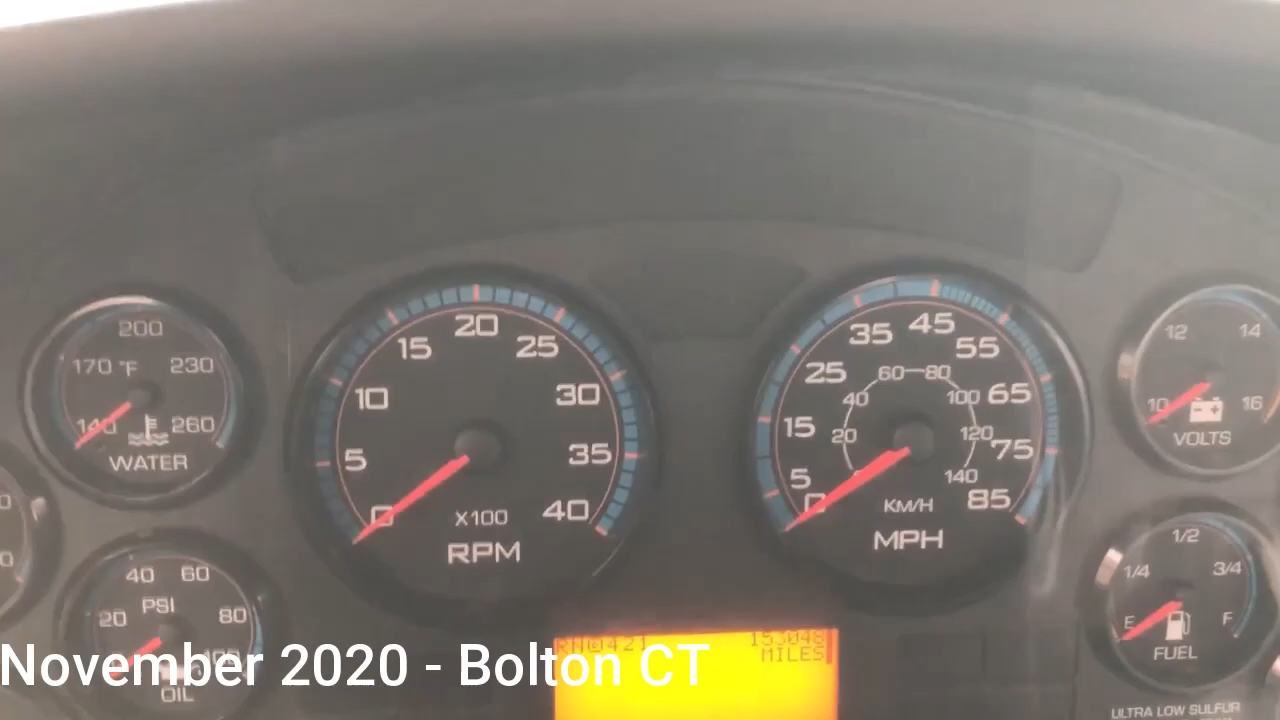 200
170 °F 230
140 260
WATER
40 60
PSI
20 80
100
OIL
20
15 25
10 30
5 35
0 40
X100
RPM
35 45
25 55
15 65
5 75
0 85
60 80
40 100
20 120
140
KM/H
MPH
12 14
10 16
VOLTS
1/2
1/4 3/4
E F
FUEL
ULTRA LOW SULFUR
153048
MILES
November 2020 - Bolton CT